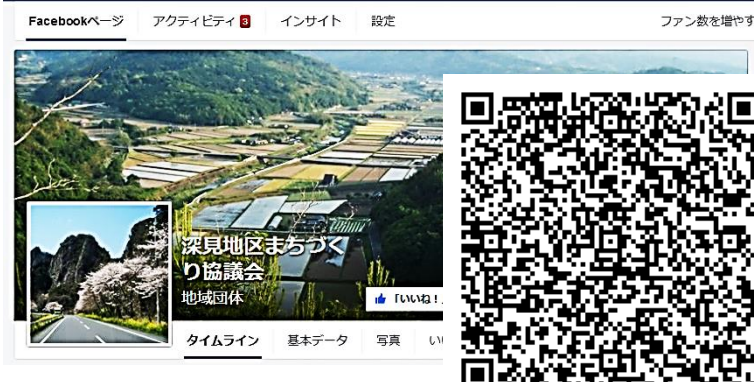 Facebookページ
アクティビティ 3
インサイト
設定
ファン数を増やす
深見地区まちづく
り協議会
地域団体
「いいね！」
タイムライン
基本データ
写真
い